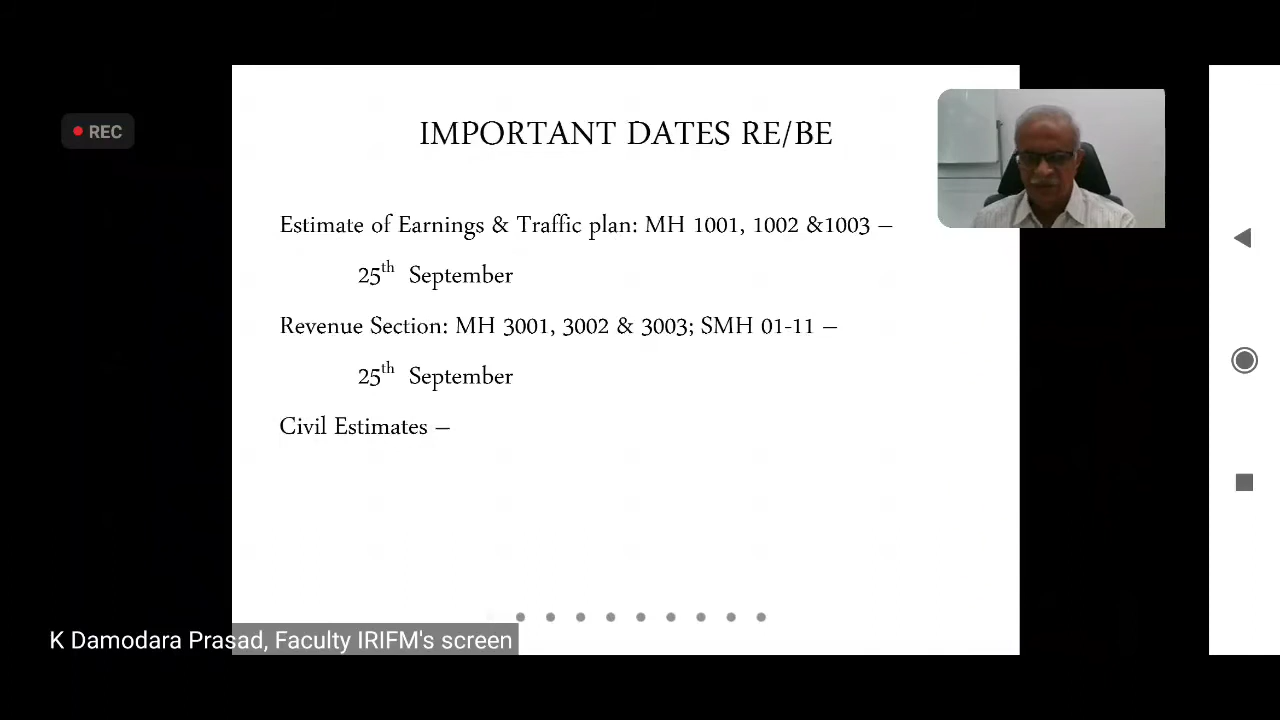 IMPORTANT DATES RE/BE
REC
Estimate of Earnings & Traffic plan: MH 1001, 1002 &1003 –
25th September
Revenue Section: MH 3001, 3002 & 3003; SMH 01-11 –
25th September
Civil Estimates –
K Damodara Prasad, Faculty IRIFM's screen